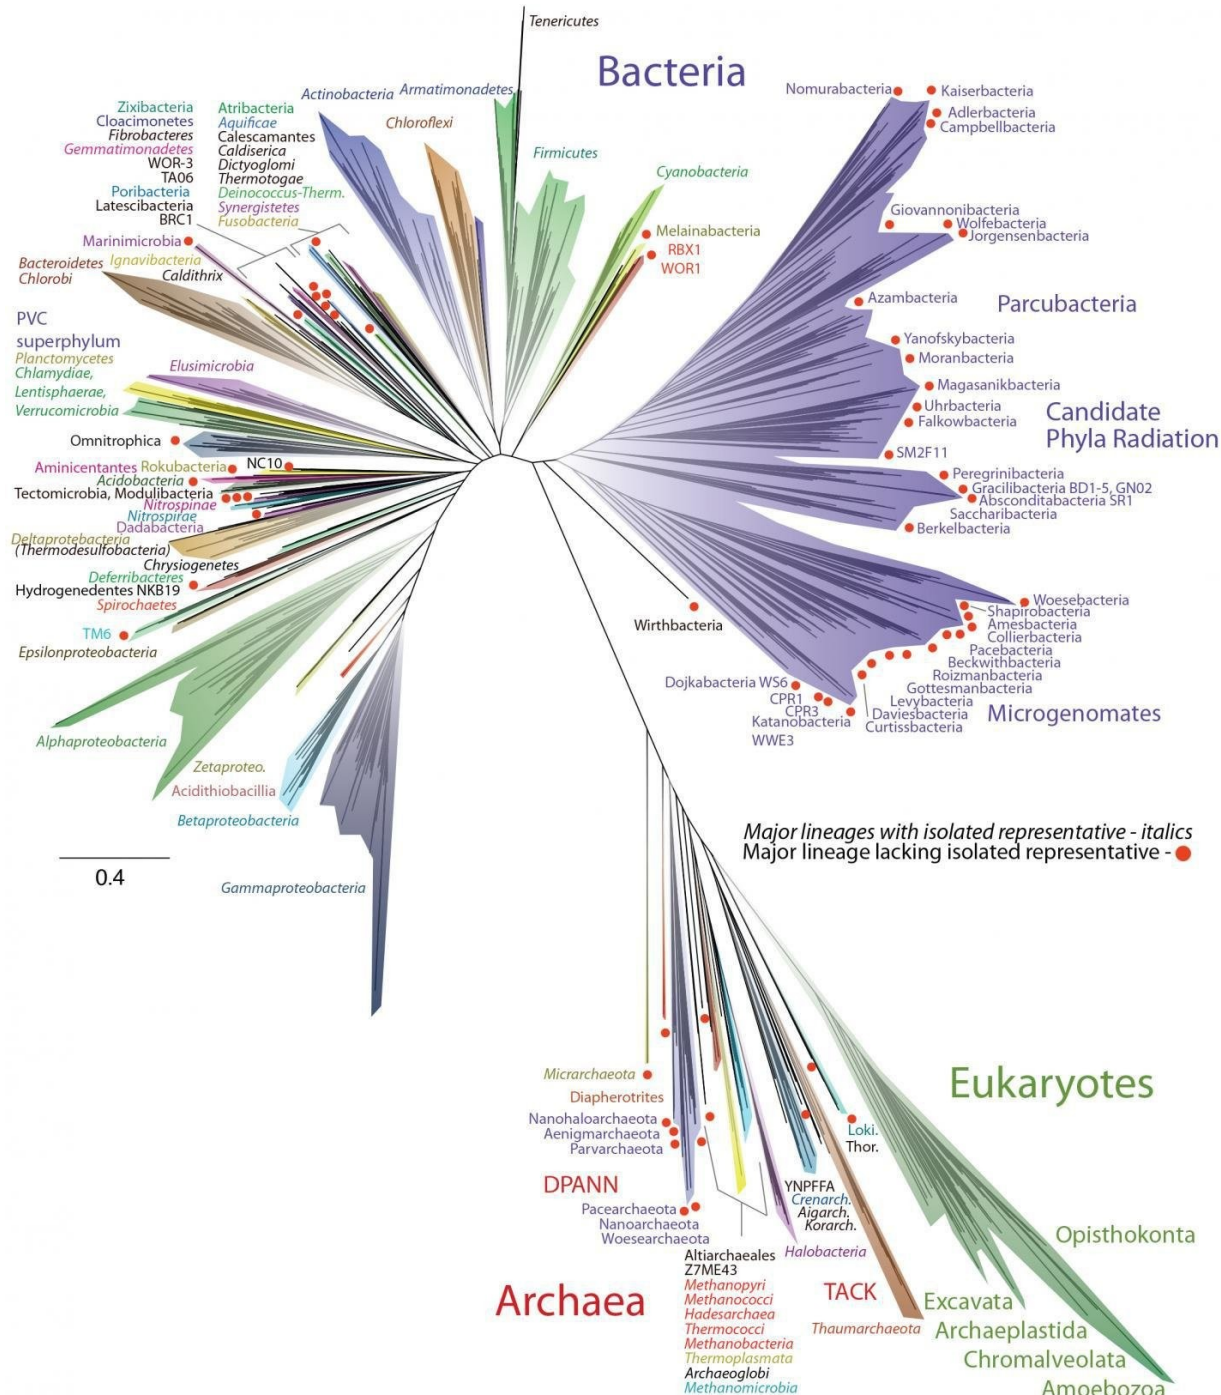 Tenericutes
Bacteria
Actinobacteria
Armatimonadetes
Nomurabacteria
Kaiserbacteria
Zixibacteria
Atribacteria
Adlerbacteria
Cloacimonetes
Aquificae
Chloroflexi
Campbellbacteria
Fibrobacteres
Calescamantes
Gemmatimonadetes
Caldiserica
Firmicutes
WOR-3
Dictyoglomi
TA06
Thermotogae
Cyanobacteria
Poribacteria
Deinococcus-Therm.
Latescibacteria
Synergistetes
BRC1
Fusobacteria
Giovannonibacteria
Wolfebacteria
Jorgensenbacteria
Melainabacteria
RBX1
WOR1
Marinimicrobia
Bacteroidetes
Ignavibacteria
Chlorobi
Caldithrix
Azambacteria
Parcubacteria
PVC
superphylum
Planctomycetes
Chlamydiae,
Lentisphaerae,
Verrucomicrobia
Elusimicrobia
Yanofskybacteria
Moranbacteria
Magasanikbacteria
Uhrbacteria
Falkowbacteria
Candidate
Phyla Radiation
Omnitrophica
SM2F11
Aminicentantes
Rokubacteria
NC10
Acidobacteria
Tectomicrobia, Modulibacteria
Nitrospinae
Nitrospirae
Dadabacteria
Deltaprotebacteria
(Thermodesulfobacteria)
Chrysiogenetes
Deferribacteres
Hydrogenedentes NKB19
Spirochaetes
TM6
Epsilonproteobacteria
Peregrinibacteria
Gracilibacteria BD1-5, GN02
Absconditabacteria SR1
Saccharibacteria
Berkelbacteria
Woesebacteria
Shapirobacteria
Amesbacteria
Collierbacteria
Pacebacteria
Beckwithbacteria
Roizmanbacteria
Gottesmanbacteria
Levybacteria
Daviesbacteria
Curtissbacteria
Microgenomates
Wirthbacteria
Dojkabacteria WS6
CPR1
CPR3
Katanobacteria
WWE3
Alphaproteobacteria
Zetaproteo.
Acidithiobacillia
Betaproteobacteria
Major lineages with isolated representative - italics
Major lineage lacking isolated representative -
0.4
Gammaproteobacteria
Micrarchaeota
Diapherotrites
Nanohaloarchaeota
Aenigmarchaeota
Parvarchaeota
DPANN
Pacearchaeota
Nanoarchaeota
Woesearchaeota
Eukaryotes
Loki.
Thor.
YNPFFA
Crenarch.
Aigarch.
Korarch.
Halobacteria
Altiarchaeales
Z7ME43
Methanopyri
Methanococci
Hadesarchaea
Thermococci
Methanobacteria
Thermoplasmata
Archaeoglobi
Methanomicrobia
Archaea
TACK
Thaumarchaeota
Opisthokonta
Excavata
Archaeplastida
Chromalveolata
Amoebozoa